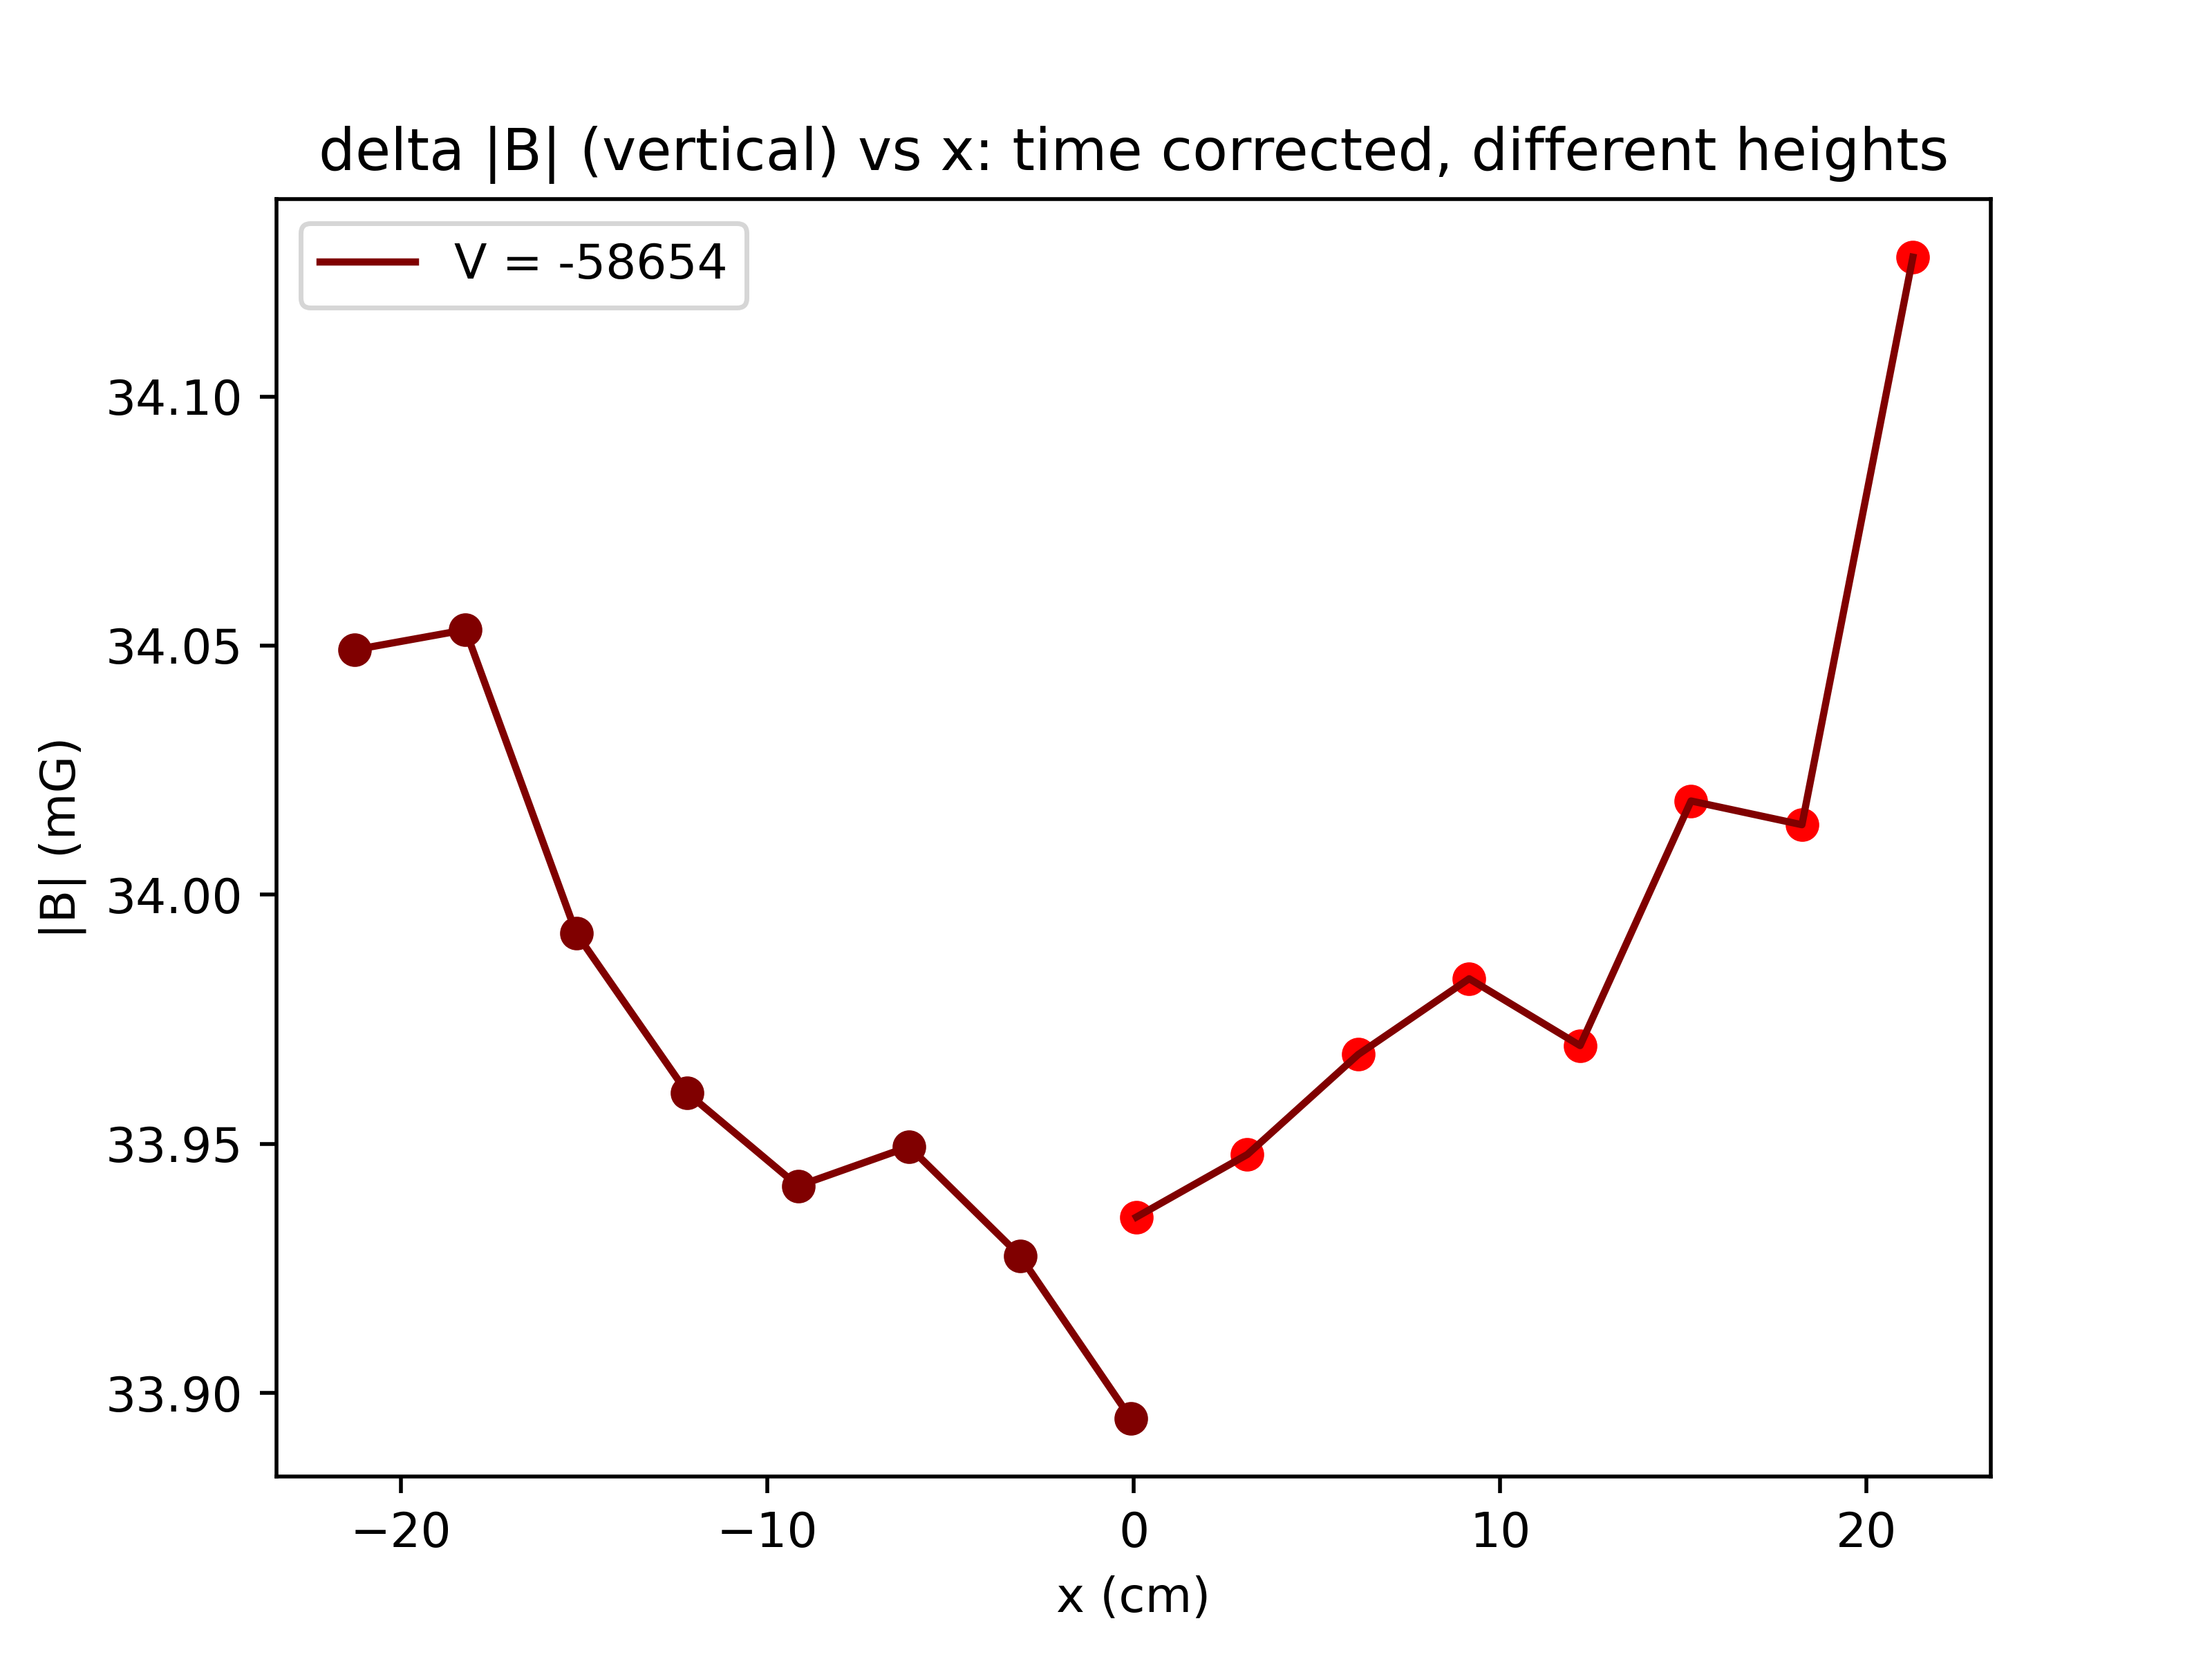 delta |B| (vertical) vs x: time corrected, different heights
V = -58654
34.10
34.05
34.00
33.95
33.90
|B| (mG)
−20 −10 0 10 20
x (cm)